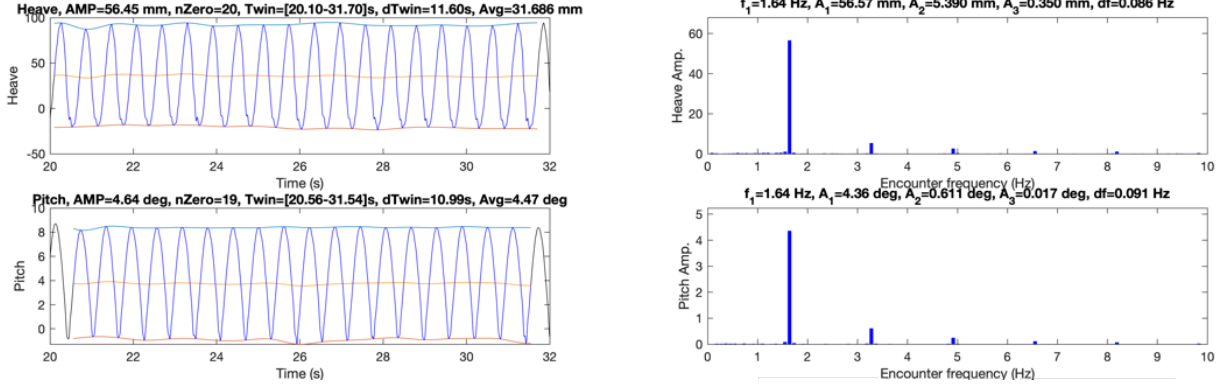 Heave, AMP=56.45 mm, nZero=20, Twin=[20.10-31.70]s, dTwin=11.60s, Avg=31.686 mm
100
50
0
-50
Heave
20 22 24 26 28 30 32
Time (s)
f1=1.64 Hz, A1=56.57 mm, A2=5.390 mm, A3=0.350 mm, df=0.086 Hz
60
40
20
0
Heave Amp.
0 1 2 3 4 5 6 7 8 9 10
Encounter frequency (Hz)
Pitch, AMP=4.64 deg, nZero=19, Twin=[20.56-31.54]s, dTwin=10.99s, Avg=4.47 deg
10
8
6
4
2
0
Pitch
20 22 24 26 28 30 32
Time (s)
f1=1.64 Hz, A1=4.36 deg, A2=0.611 deg, A3=0.017 deg, df=0.091 Hz
5
4
3
2
1
0
Pitch Amp.
0 1 2 3 4 5 6 7 8 9 10
Encounter frequency (Hz)